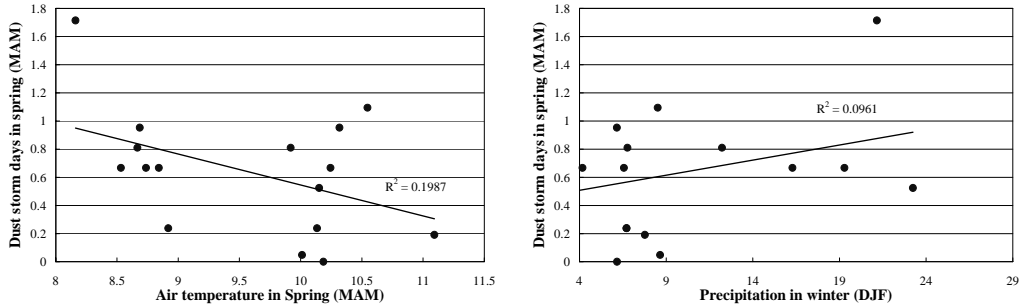 1.8
1.6
1.4
1.2
1
0.8
0.6
0.4
0.2
0
Dust storm days in spring (MAM)
R² = 0.1987
8 8.5 9 9.5 10 10.5 11 11.5
Air temperature in Spring (MAM)
1.8
1.6
1.4
1.2
1
0.8
0.6
0.4
0.2
0
Dust storm days in spring (MAM)
R² = 0.0961
4 9 14 19 24 29
Precipitation in winter (DJF)